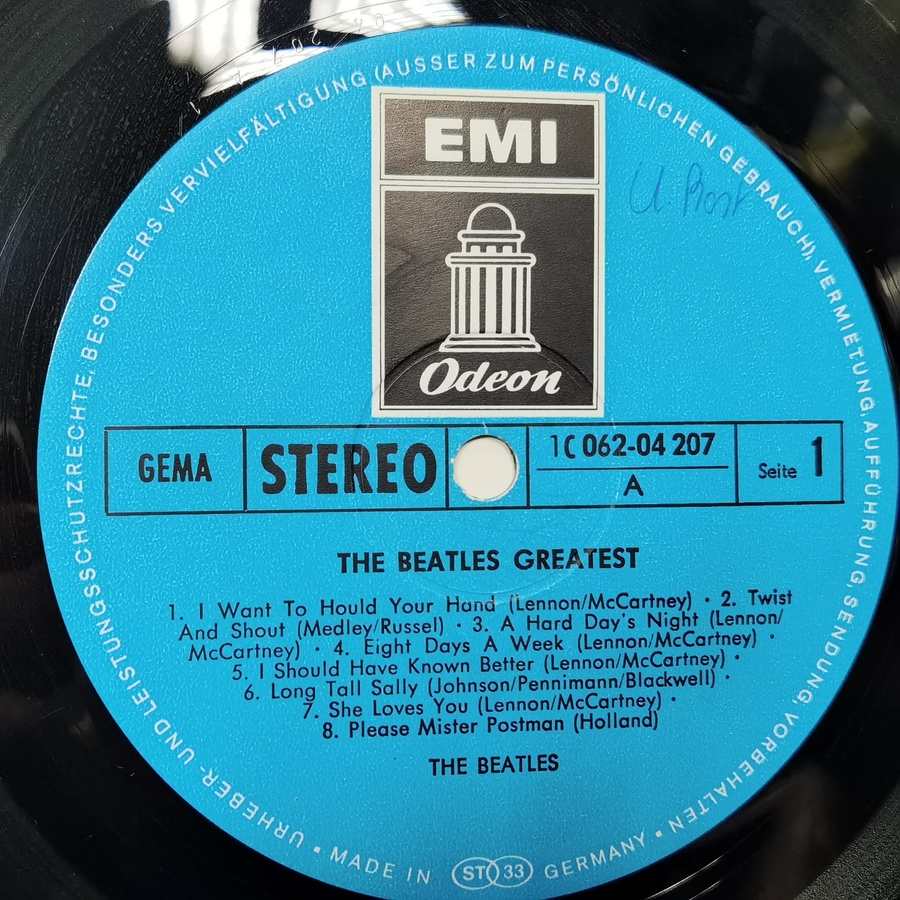 EMI
Odeon
GEMA
STEREO
1C 062-04 207
A
Seite 1
THE BEATLES GREATEST
1. I Want To Hould Your Hand (Lennon/McCartney) · 2. Twist
And Shout (Medley/Russel) · 3. A Hard Day's Night (Lennon/
McCartney) · 4. Eight Days A Week (Lennon/McCartney) ·
5. I Should Have Known Better (Lennon/McCartney) ·
6. Long Tall Sally (Johnson/Pennimann/Blackwell) ·
7. She Loves You (Lennon/McCartney) ·
8. Please Mister Postman (Holland)
THE BEATLES
URHEBER- UND LEISTUNGSSCHUTZRECHTE, BESONDERS VERVIELFÄLTIGUNG (AUSSER ZUM PERSÖNLICHEN GEBRAUCH), VERMIETUNG, AUFFÜHRUNG, SENDUNG, VORBEHALTEN
· MADE IN ST 33 GERMANY ·